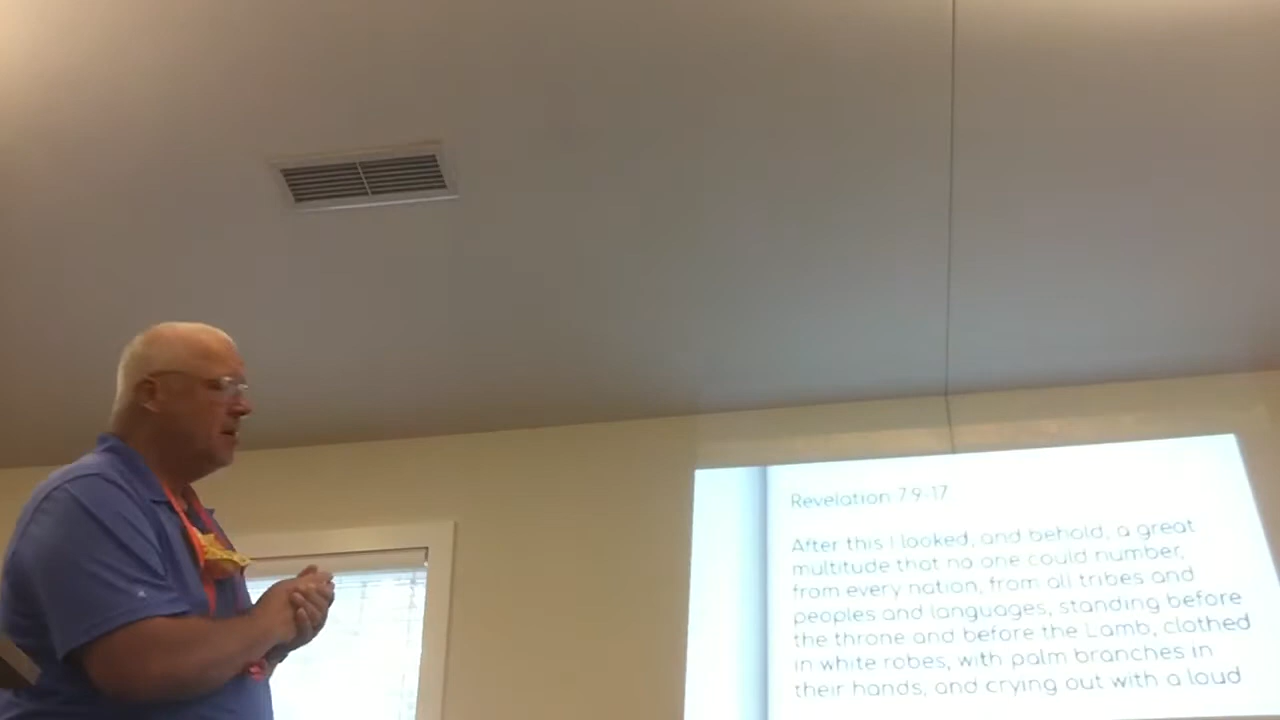 Revelation 7:9-17
After this I looked, and behold, a great
multitude that no one could number,
from every nation, from all tribes and
peoples and languages, standing before
the throne and before the Lamb, clothed
in white robes, with palm branches in
their hands, and crying out with a loud